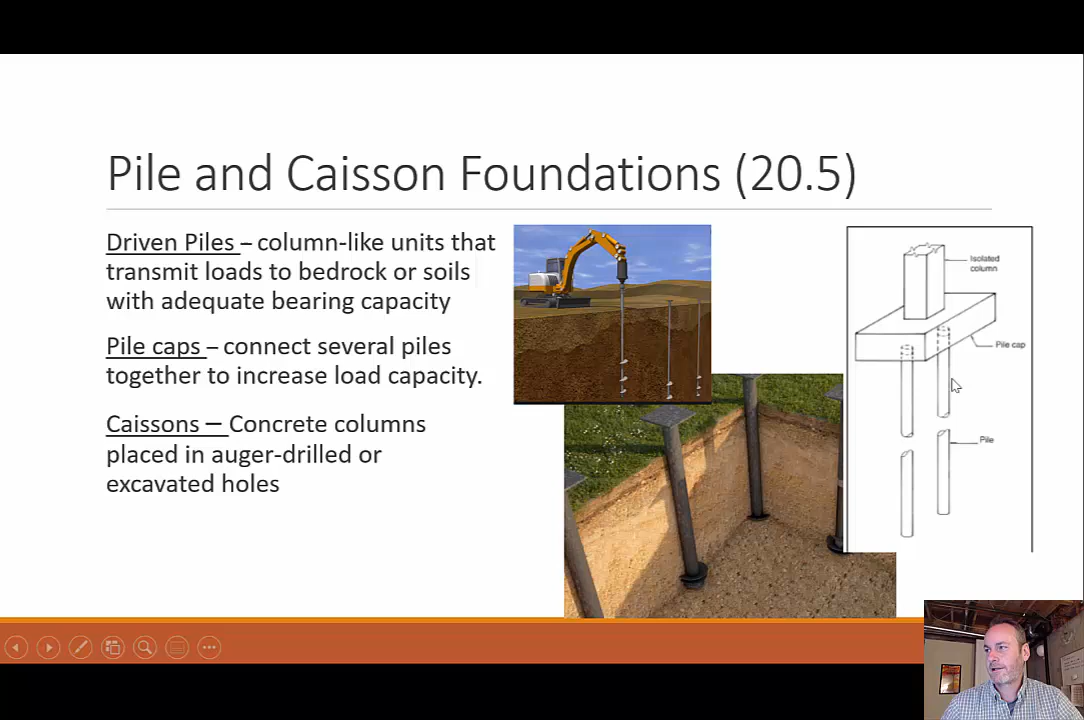 Pile and Caisson Foundations (20.5)
Driven Piles – column-like units that
transmit loads to bedrock or soils
with adequate bearing capacity
Pile caps – connect several piles
together to increase load capacity.
Caissons – Concrete columns
placed in auger-drilled or
excavated holes
Isolated
column
Pile cap
Pile